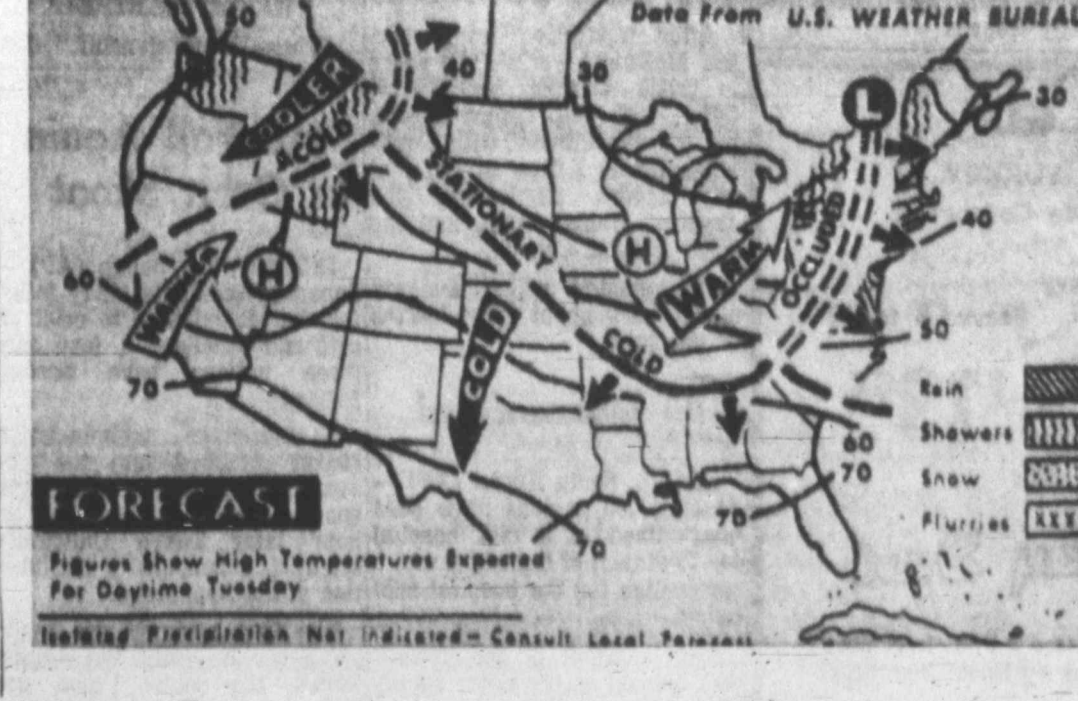 Data From U.S. WEATHER BUREAU
50
40
30
30
L
COOLER
COLD
STATIONARY
OCCLUDED
40
H
H
WARM
60
WARMER
COLD
COLD
50
70
Rain
60
Showers
70
Snow
70
Flurries
FORECAST
70
Figures Show High Temperatures Expected
For Daytime Tuesday
Isolated Precipitation Not Indicated—Consult Local Forecast